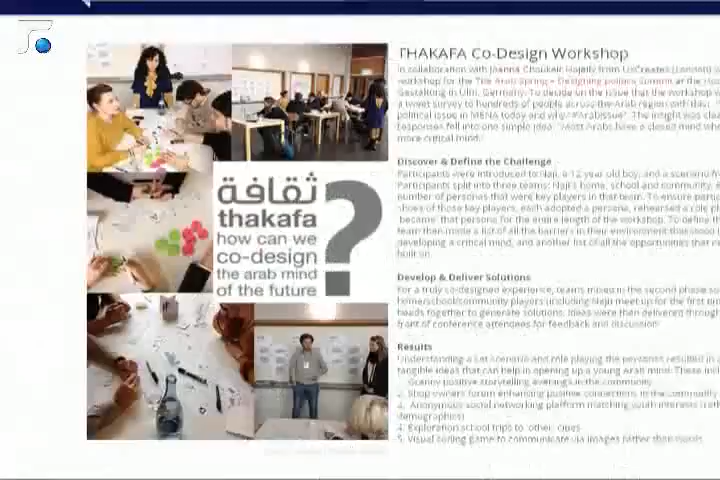 ثقافة
thakafa
how can we
co-design
the arab mind
of the future
?
THAKAFA Co-Design Workshop
In collaboration with Joanna Choukeir Hojeily from UsCreates (London)
workshop for the The Arab Spring - Designing politics Summit at the
Gestaltung in Ulm, Germany. To decide on the issue that the workshop
a tweet survey to hundreds of people across the Arab region with
political issue in MENA today and why? The insight was
responses fell into one simple idea: "Most Arabs have a closed mind
more critical mind."
Discover & Define the Challenge
Participants were introduced to Naji, a 12 year old boy, and a scenario
Participants split into three teams: Naji's home, school and community,
number of personas that were key players in that team. To ensure
shoes of those key players, each adopted a persona, rehearsed a role
'became' that persona for the entire length of the workshop. To define
team then made a list of all the barriers in their environment that
developing a critical mind, and another list of all the opportunities that
built on.
Develop & Deliver Solutions
For a truly co-designed experience, teams mixed in the second phase
home/school/community players (including Naji) meet up for the first
heads together to generate solutions. Ideas were then delivered
front of conference attendees for feedback and discussion.
Results
Understanding a set scenario and role playing the personas resulted in
tangible ideas that can help in opening up a young Arab mind. These
Granny positive storytelling evenings in the community
2. Shop owners forum enhancing positive connections in the community
3. Anonymous social networking platform matching youth interests
demographics)
4. Exploration school trips to 'other' cities
5. Visual coding game to communicate via images rather than words